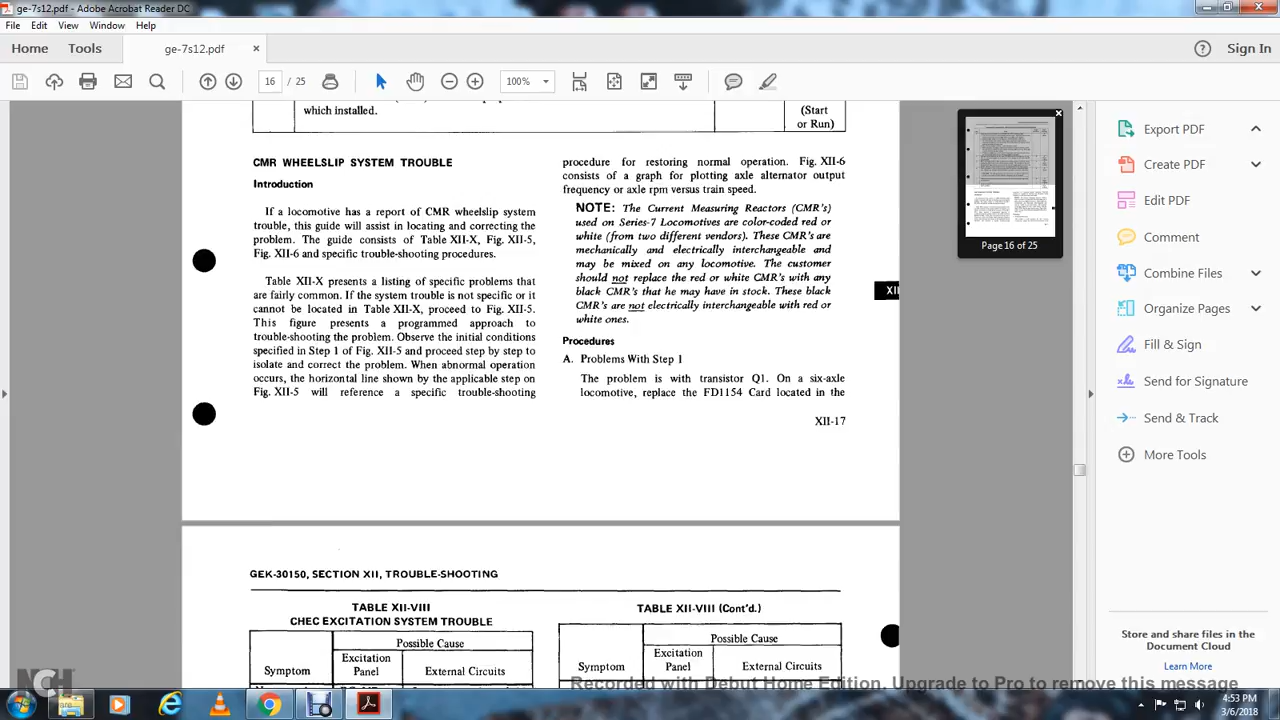 ge-7s12.pdf - Adobe Acrobat Reader DC
File Edit View Window Help
Home Tools ge-7s12.pdf Sign In
16 / 25 100%
which installed.
(Start
or Run)
CMR WHEELSLIP SYSTEM TROUBLE
Introduction
If a locomotive has a report of CMR wheelslip system
trouble, this guide will assist in locating and correcting the
problem. The guide consists of Table XII-X, Fig. XII-5,
Fig. XII-6 and specific trouble-shooting procedures.
Table XII-X presents a listing of specific problems that
are fairly common. If the system trouble is not specific or it
cannot be located in Table XII-X, proceed to Fig. XII-5.
This figure presents a programmed approach to
trouble-shooting the problem. Observe the initial conditions
specified in Step 1 of Fig. XII-5 and proceed step by step to
isolate and correct the problem. When abnormal operation
occurs, the horizontal line shown by the applicable step on
Fig. XII-5 will reference a specific trouble-shooting
procedure for restoring normal operation. Fig. XII-6
consists of a graph for plotting axle alternator output
frequency or axle rpm versus train speed.
NOTE: The Current Measuring Reactors (CMR's)
used on Series-7 Locomotives are color-coded red or
white (from two different vendors). These CMR's are
mechanically and electrically interchangeable and
may be mixed on any locomotive. The customer
should not replace the red or white CMR's with any
black CMR's that he may have in stock. These black
CMR's are not electrically interchangeable with red or
white ones.
Procedures
A. Problems With Step 1
The problem is with transistor Q1. On a six-axle
locomotive, replace the FD1154 Card located in the
XII-17
XII
GEK-30150, SECTION XII, TROUBLE-SHOOTING
TABLE XII-VIII
CHEC EXCITATION SYSTEM TROUBLE
Possible Cause
Symptom
Excitation
Panel
External Circuits
TABLE XII-VIII (Cont'd.)
Possible Cause
Symptom
Excitation
Panel
External Circuits
Page 16 of 25
Export PDF
Create PDF
Edit PDF
Comment
Combine Files
Organize Pages
Fill & Sign
Send for Signature
Send & Track
More Tools
Store and share files in the
Document Cloud
Learn More
NCH
Recorded with Debut Home Edition. Upgrade to Pro to remove this message
4:53 PM
3/6/2018